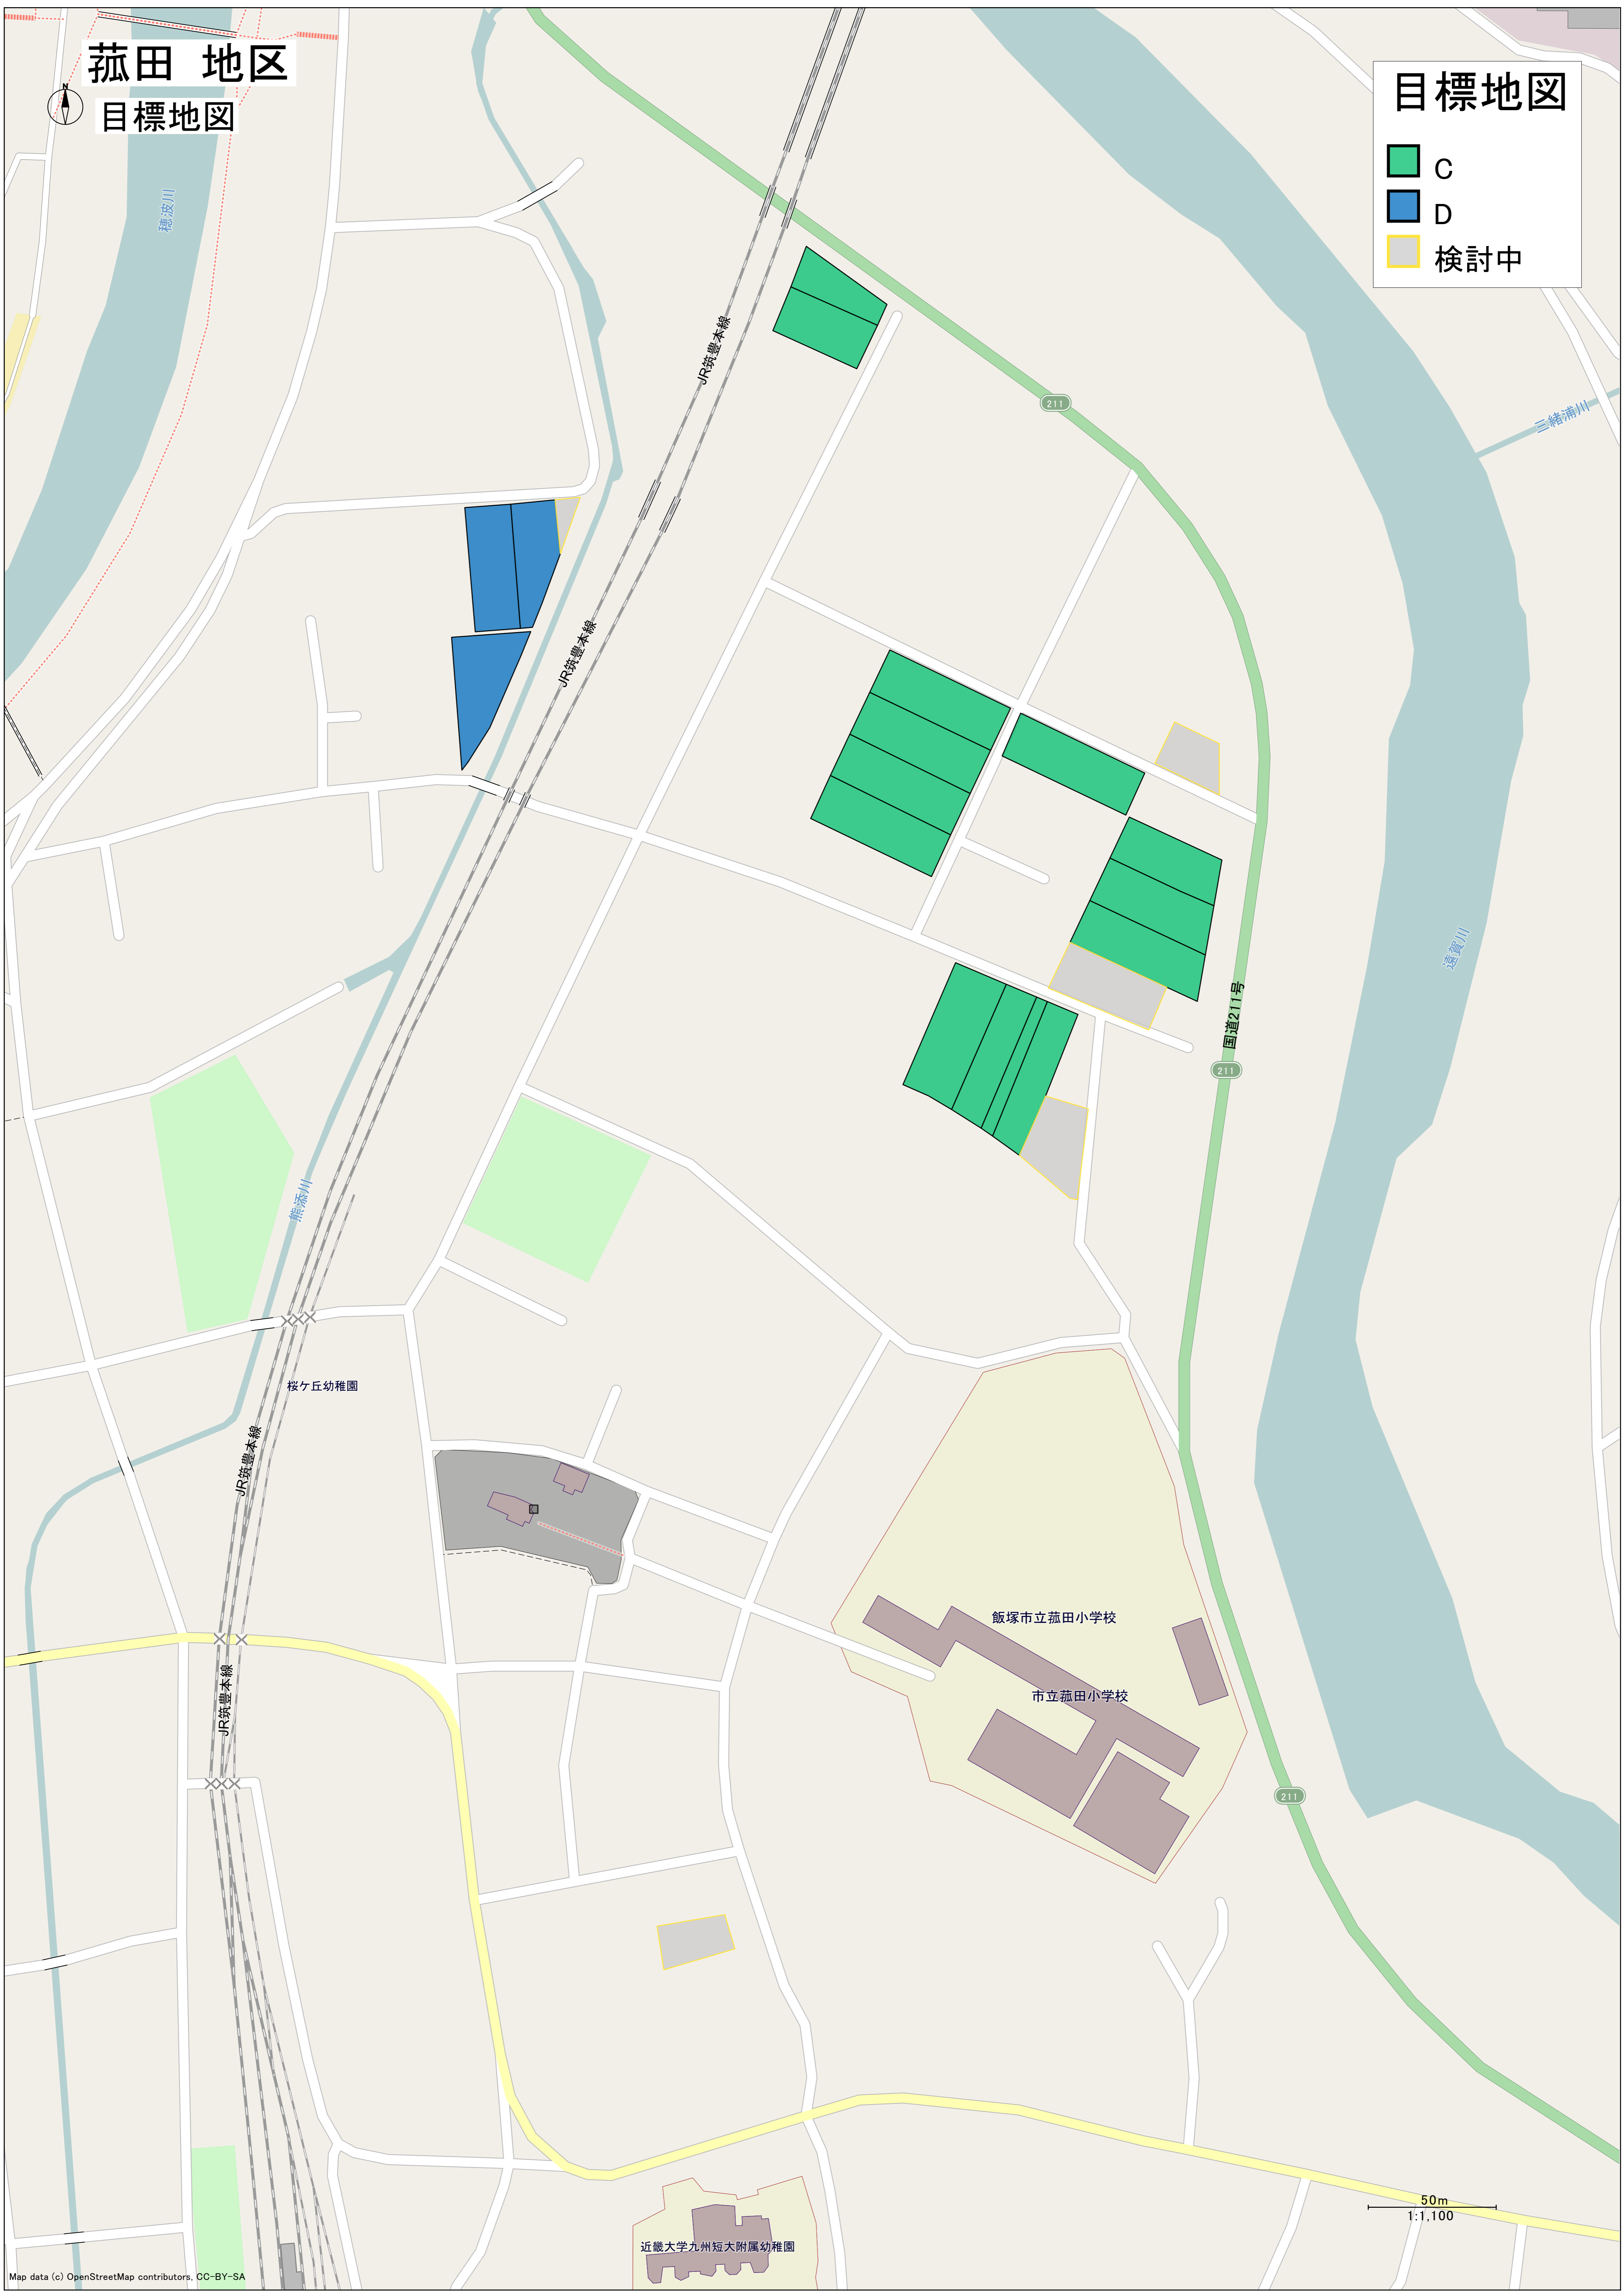 菰田 地区
目標地図
N
目標地図
C
D
検討中
穂波川
JR筑豊本線
211
三緒浦川
JR筑豊本線
遠賀川
国道211号
211
熊添川
桜ケ丘幼稚園
JR筑豊本線
飯塚市立菰田小学校
JR筑豊本線
市立菰田小学校
211
50m
1:1,100
近畿大学九州短大附属幼稚園
Map data (c) OpenStreetMap contributors, CC-BY-SA